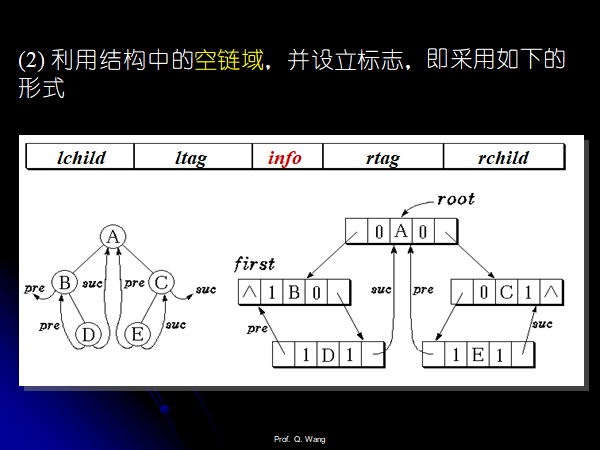 (2) 利用结构中的空链域，并设立标志，即采用如下的
形式
lchild ltag info rtag rchild
root
0 A 0
first
∧ 1 B 0
0 C 1 ∧
1 D 1
1 E 1
suc pre
pre
suc
A
B C
D E
pre suc pre suc
pre suc
Prof. Q. Wang